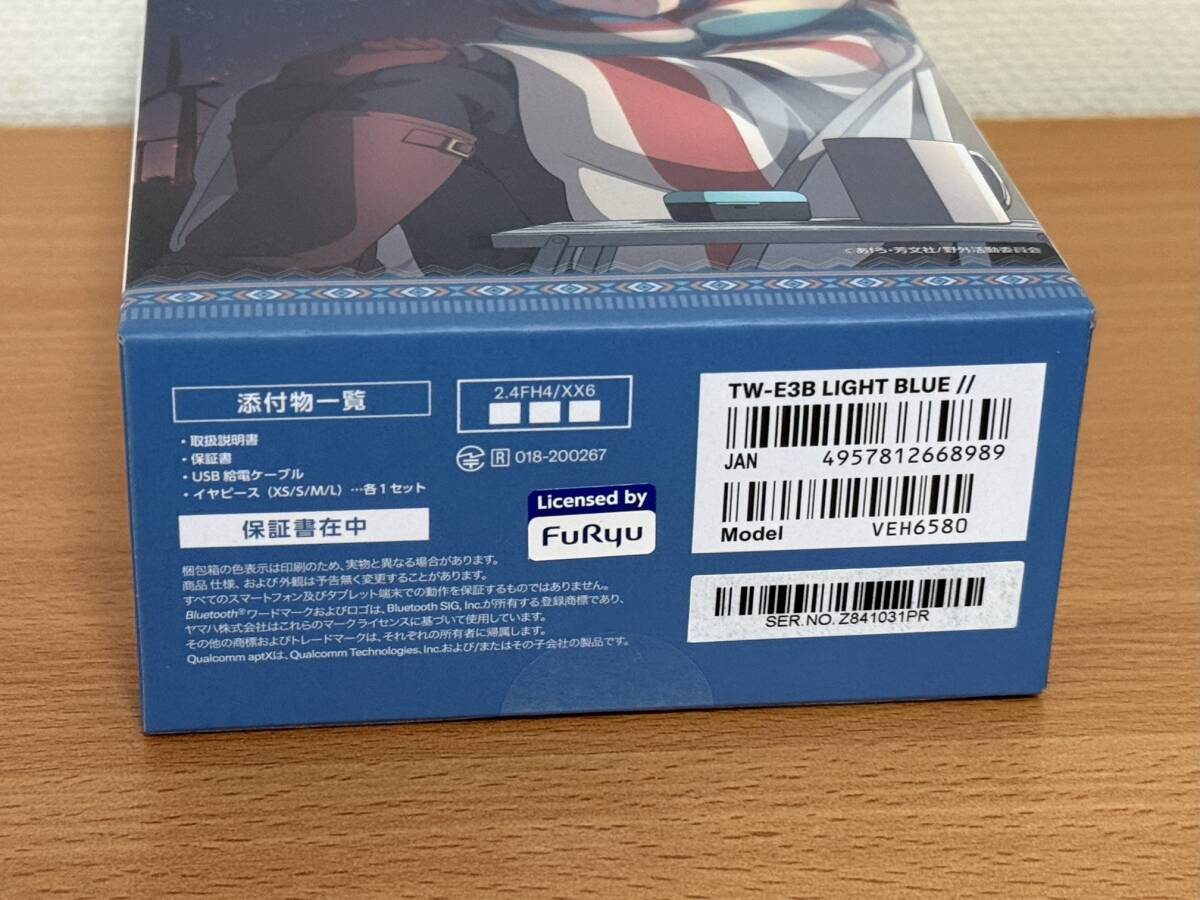 ©あfろ・芳文社/野外活動委員会
添付物一覧
・取扱説明書
・保証書
・USB 給電ケーブル
・イヤピース（XS/S/M/L）…各1セット
保証書在中
2.4FH4/XX6
R 018-200267
Licensed by
FuRyu
梱包箱の色表示は印刷のため、実物と異なる場合があります。
商品仕様、および外観は予告無く変更することがあります。
すべてのスマートフォン及びタブレット端末での動作を保証するものではありません。
Bluetooth®ワードマークおよびロゴは、Bluetooth SIG, Inc.が所有する登録商標であり、
ヤマハ株式会社はこれらのマークライセンスに基づいて使用しています。
その他の商標およびトレードマークは、それぞれの所有者に帰属します。
Qualcomm aptXは、Qualcomm Technologies, Inc.および/またはその子会社の製品です。
TW-E3B LIGHT BLUE //
JAN 4957812668989
Model VEH6580
SER.NO. Z841031PR